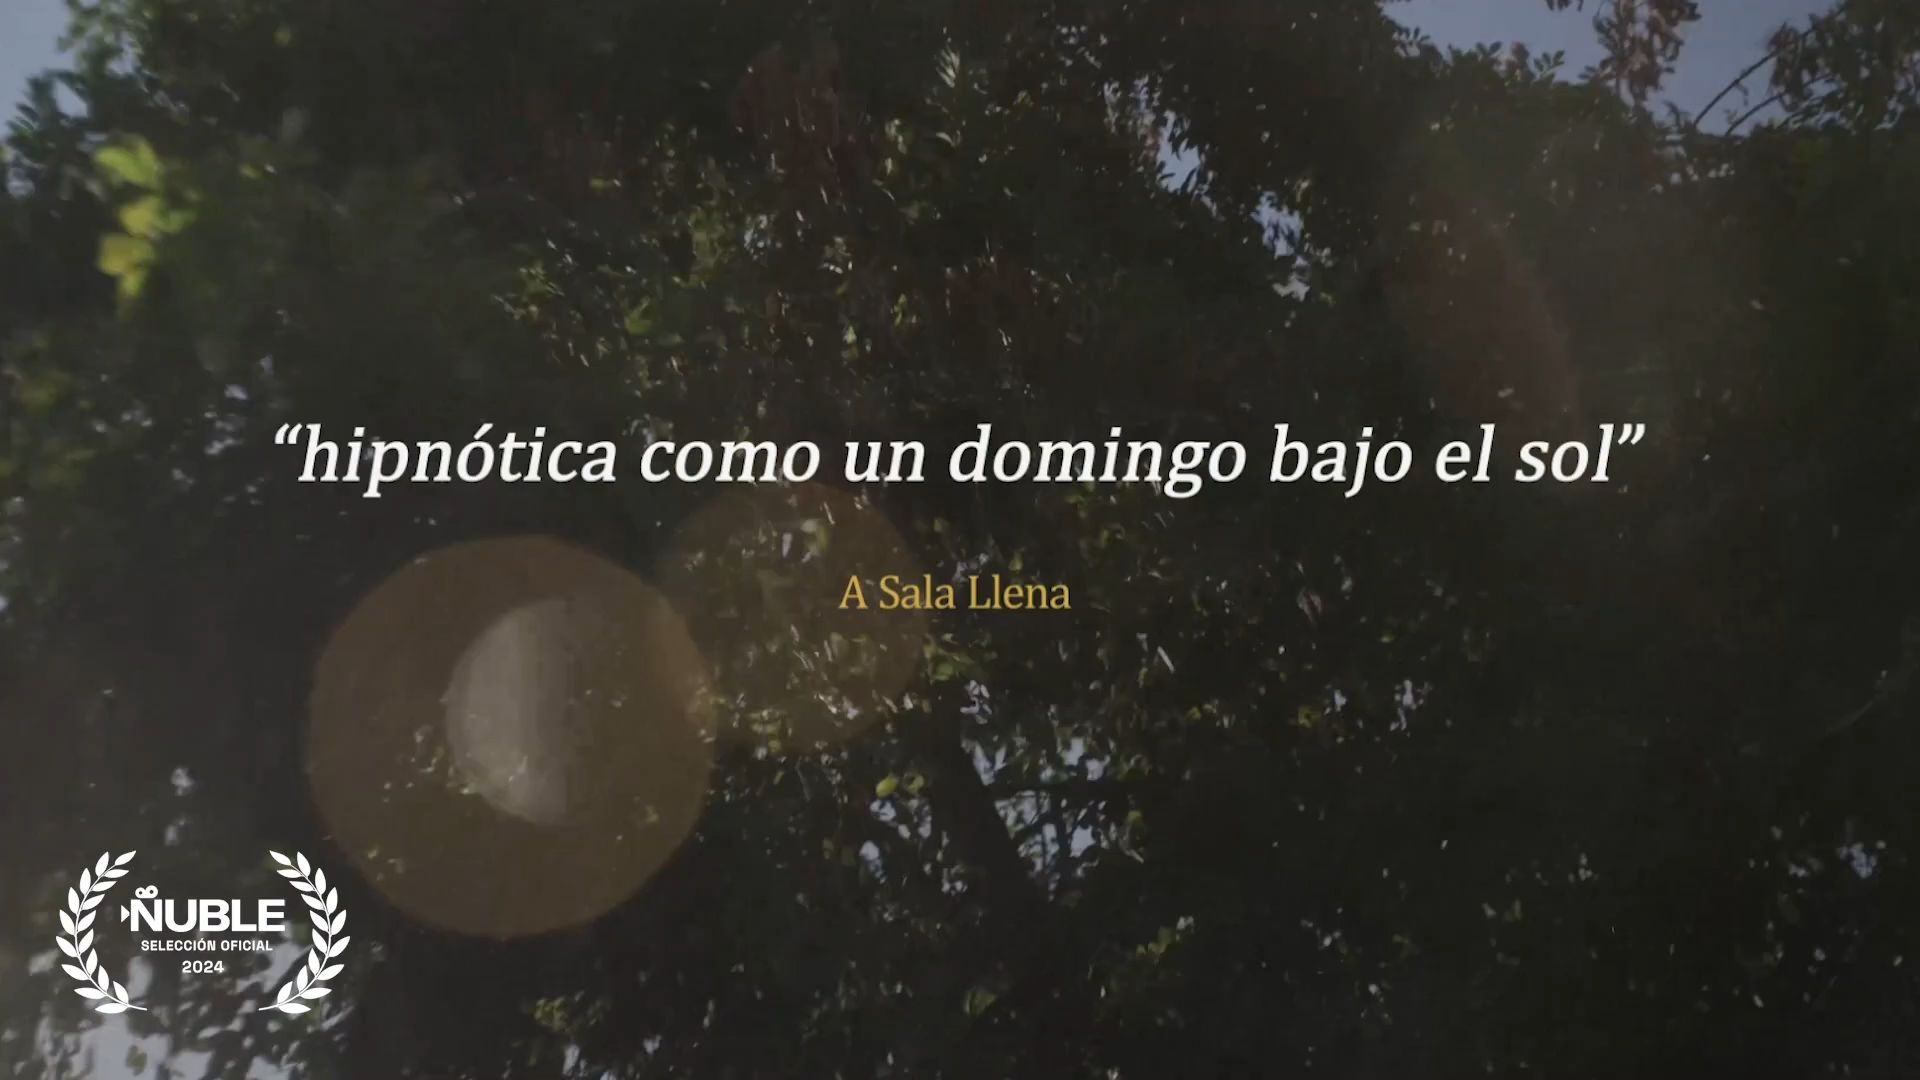 “hipnótica como un domingo bajo el sol”
A Sala Llena
ÑUBLE
SELECCIÓN OFICIAL
2024